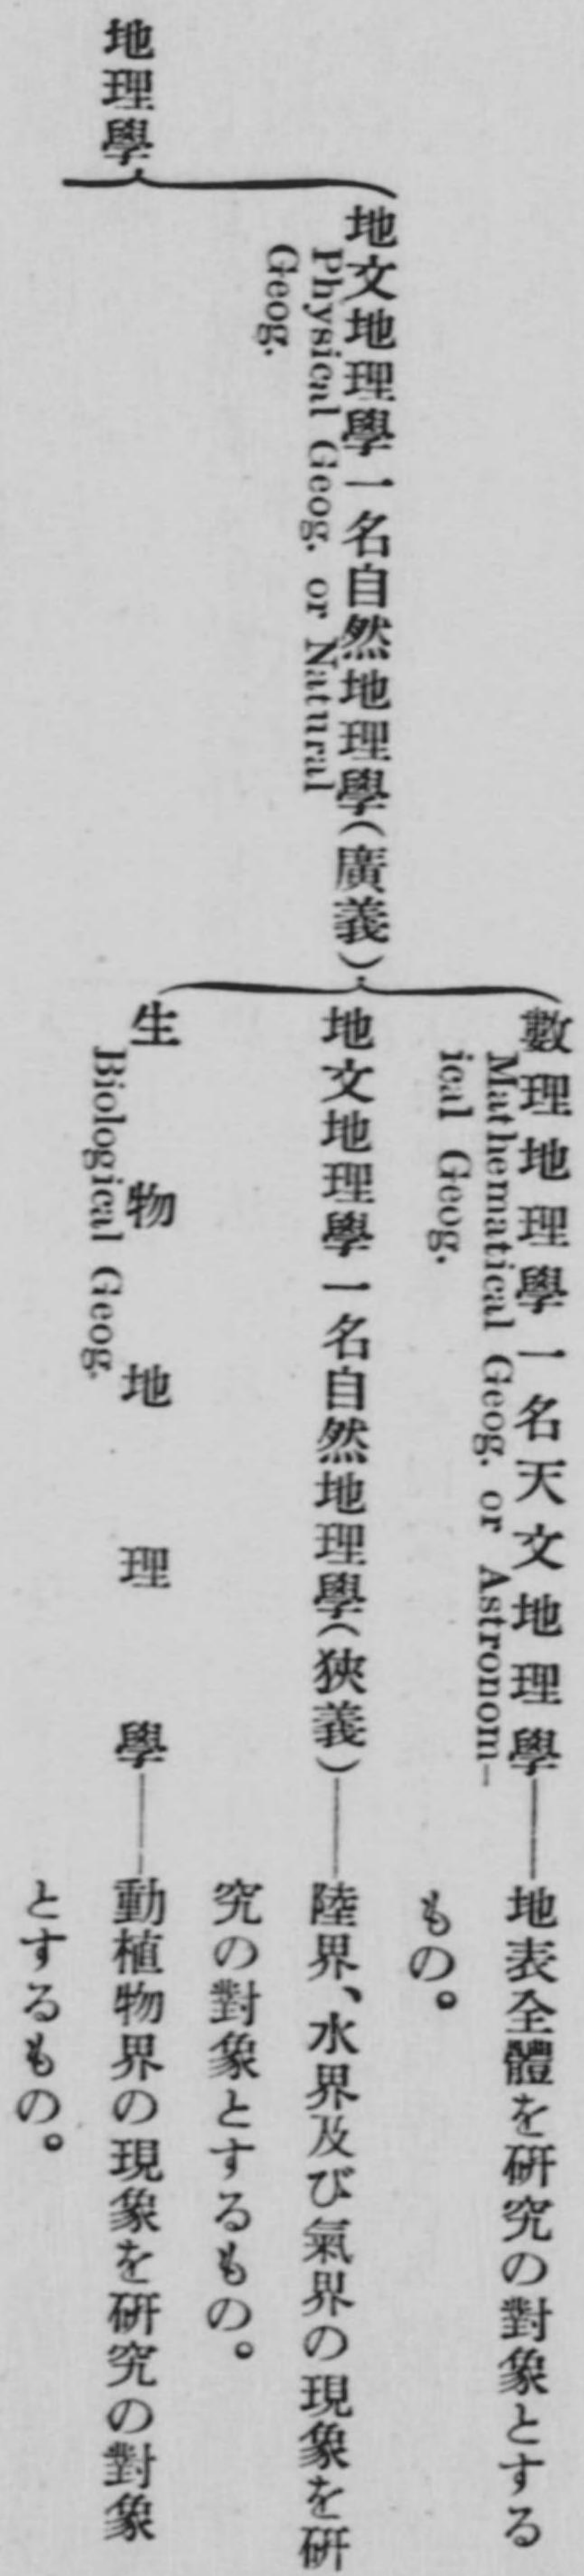 地理學
地文地理學一名自然地理學(廣義)
Physical Geog. or Natural
Geog.
數理地理學一名天文地理學——地表全體を硏究の對象とする
もの。
Mathematical Geog. or Astronom-
ical Geog.
地文地理學一名自然地理學(狹義)——陸界、水界及び氣界の現象を硏
究の對象とするもの。
生物地理學——動植物界の現象を硏究の對象
とするもの。
Biological Geog.